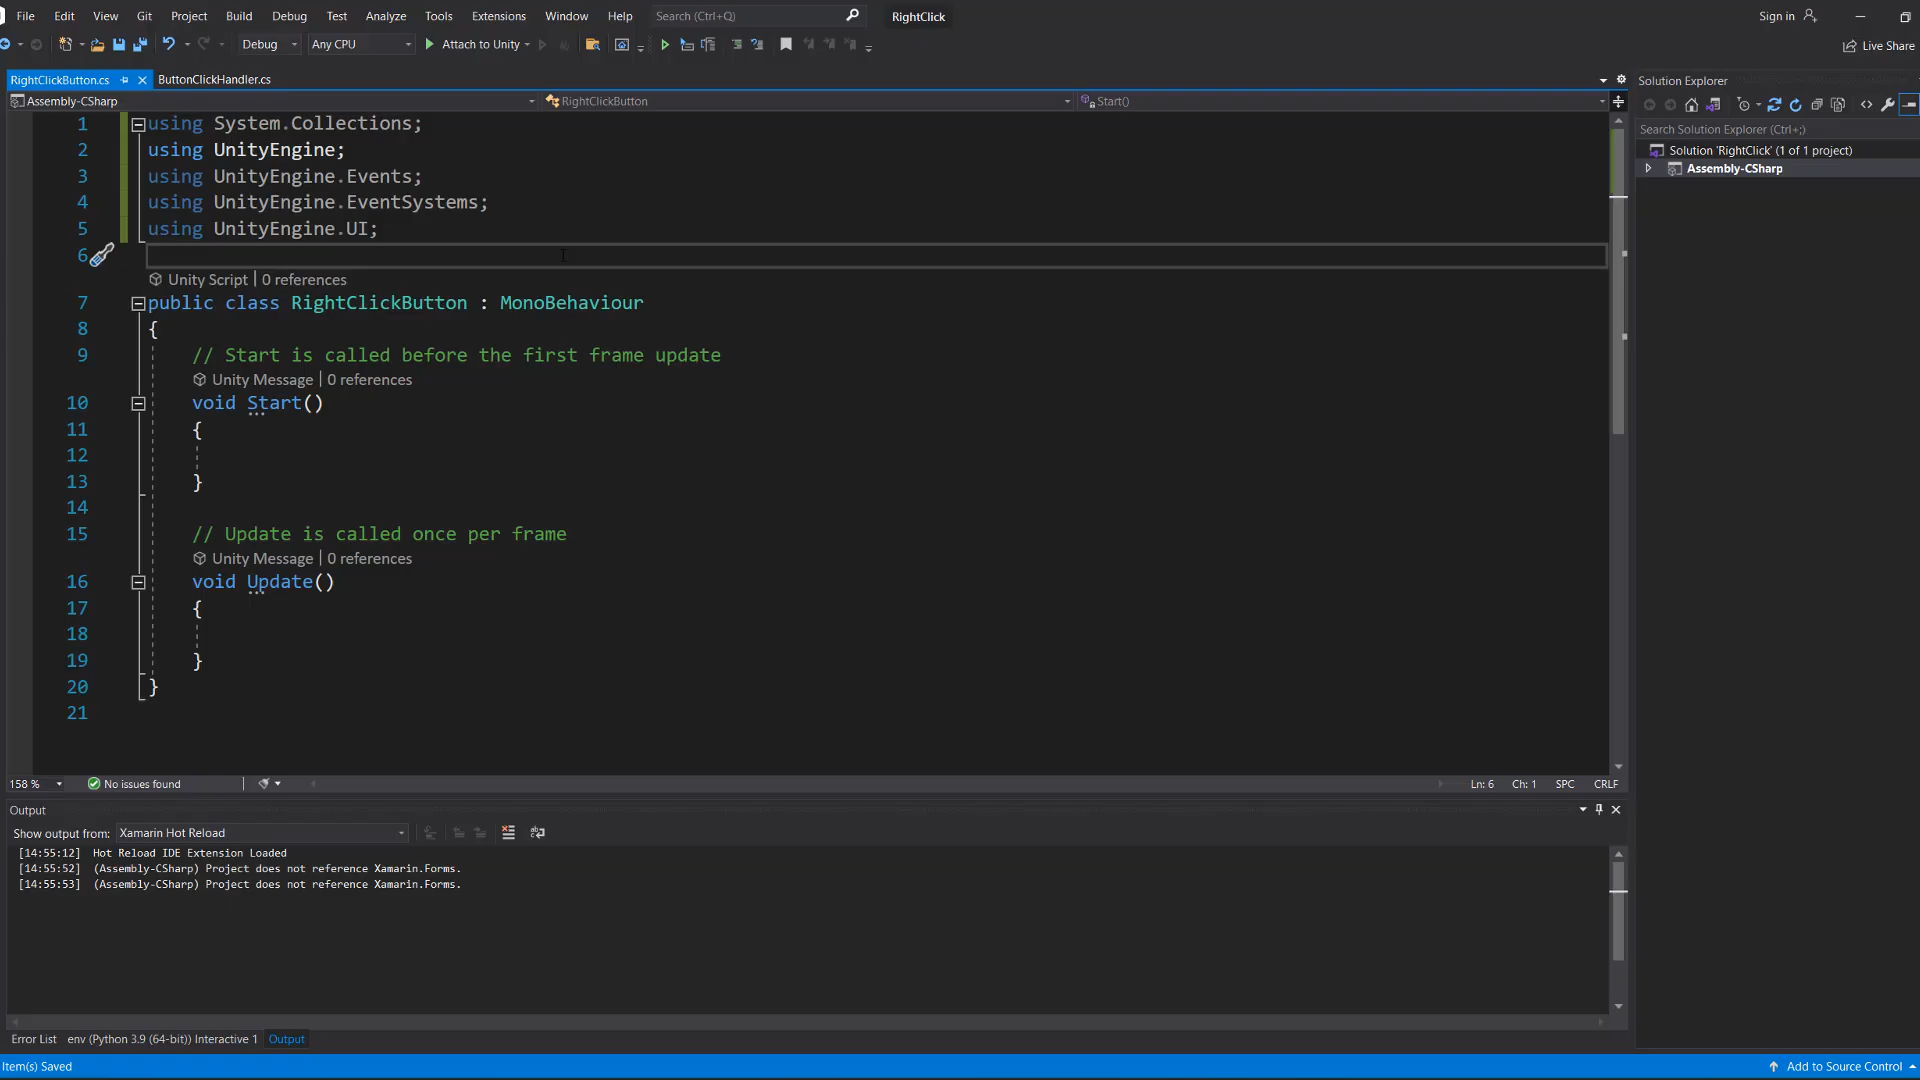 File Edit View Git Project Build Debug Test Analyze Tools Extensions Window Help Search (Ctrl+Q) RightClick Sign in
Debug Any CPU Attach to Unity Live Share
RightClickButton.cs ButtonClickHandler.cs
Assembly-CSharp RightClickButton Start()
1 using System.Collections;
2 using UnityEngine;
3 using UnityEngine.Events;
4 using UnityEngine.EventSystems;
5 using UnityEngine.UI;
6
Unity Script | 0 references
7 public class RightClickButton : MonoBehaviour
8 {
9 // Start is called before the first frame update
Unity Message | 0 references
10 void Start()
11 {
12
13 }
14
15 // Update is called once per frame
Unity Message | 0 references
16 void Update()
17 {
18
19 }
20 }
21
158 % No issues found Ln: 6 Ch: 1 SPC CRLF
Output
Show output from: Xamarin Hot Reload
[14:55:12] Hot Reload IDE Extension Loaded
[14:55:52] (Assembly-CSharp) Project does not reference Xamarin.Forms.
[14:55:53] (Assembly-CSharp) Project does not reference Xamarin.Forms.
Error List env (Python 3.9 (64-bit)) Interactive 1 Output
Item(s) Saved Add to Source Control
Solution Explorer
Search Solution Explorer (Ctrl+;)
Solution 'RightClick' (1 of 1 project)
Assembly-CSharp